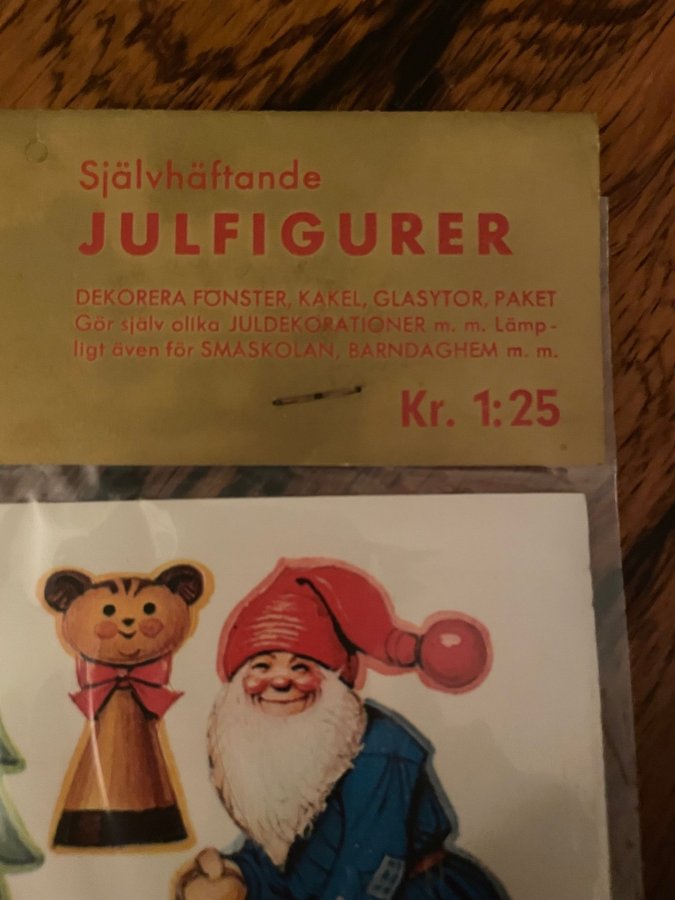 Självhäftande
JULFIGURER
DEKORERA FÖNSTER, KAKEL, GLASYTOR, PAKET
Gör själv olika JULDEKORATIONER m. m. Lämp-
ligt även för SMASKOLAN, BARNDAGHEM m. m.
Kr. 1:25